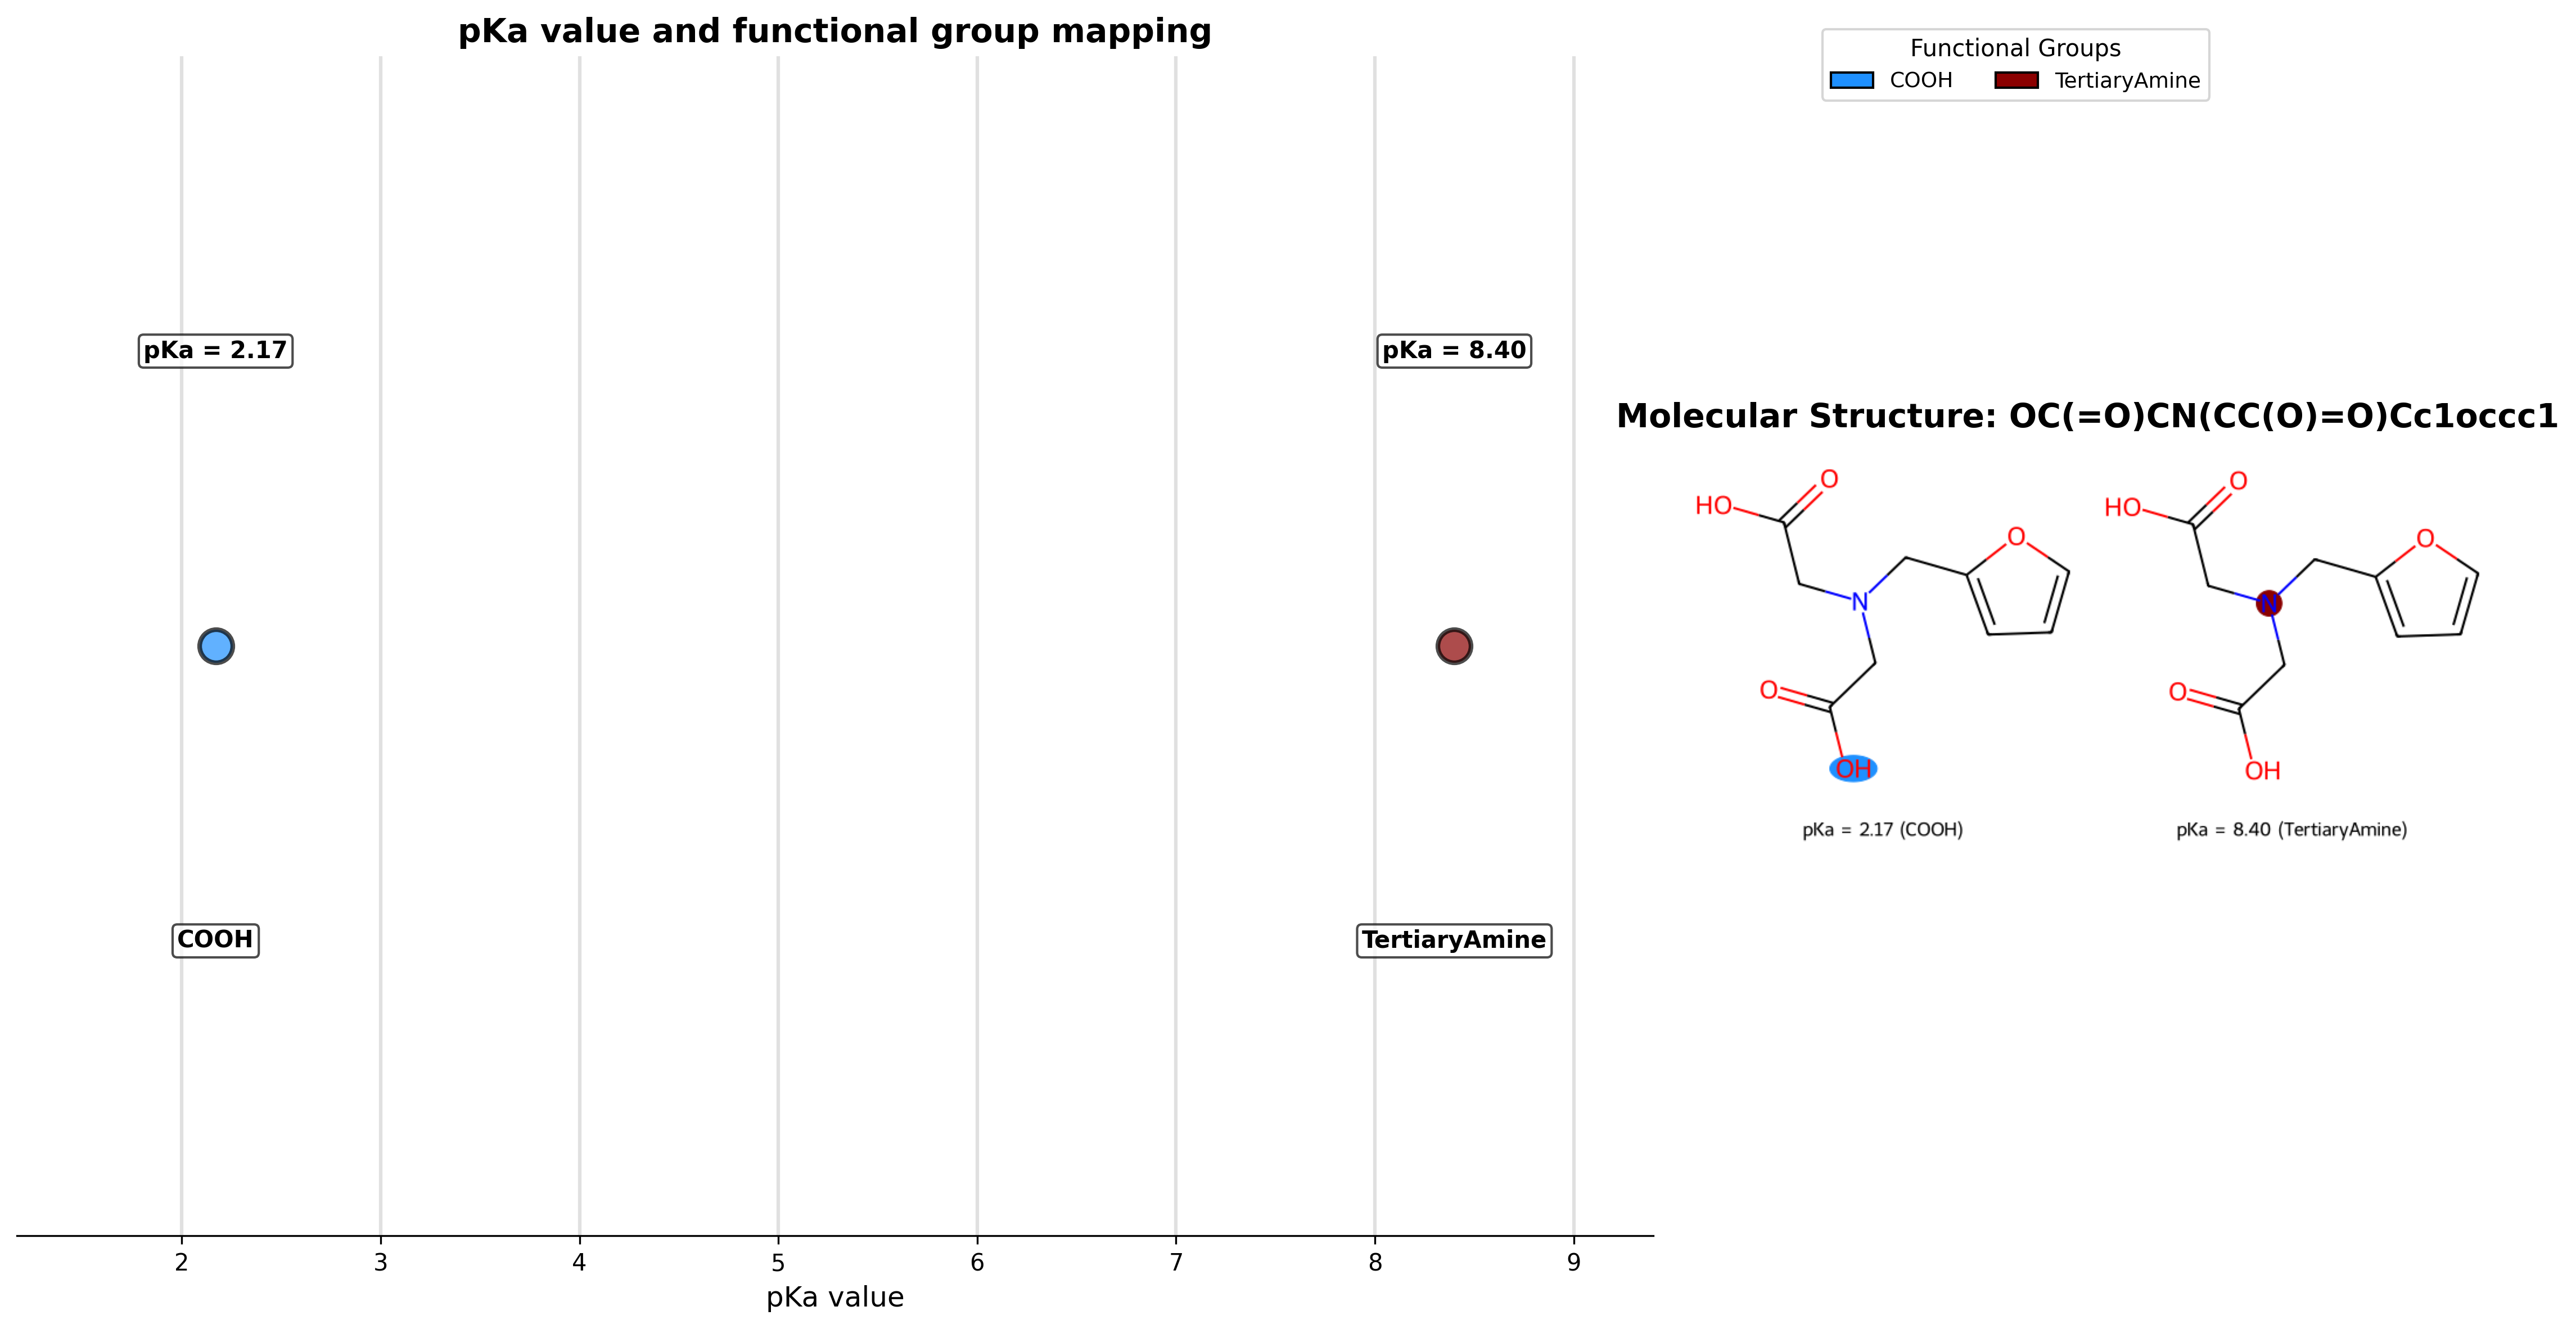 pKa value and functional group mapping
Functional Groups
COOH
TertiaryAmine
pKa = 2.17
pKa = 8.40
COOH
TertiaryAmine
2 3 4 5 6 7 8 9
pKa value
Molecular Structure: OC(=O)CN(CC(O)=O)Cc1occc1
O
HO
O
N
O
OH
pKa = 2.17 (COOH)
O
HO
O
N
O
OH
pKa = 8.40 (TertiaryAmine)